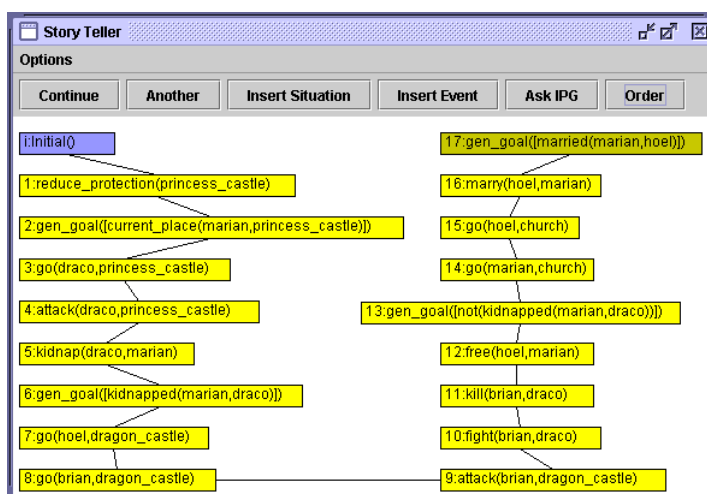 Story Teller
Options
Continue Another Insert Situation Insert Event Ask IPG Order
i:Initial()
1:reduce_protection(princess_castle)
2:gen_goal([current_place(marian,princess_castle)])
3:go(draco,princess_castle)
4:attack(draco,princess_castle)
5:kidnap(draco,marian)
6:gen_goal([kidnapped(marian,draco)])
7:go(hoel,dragon_castle)
8:go(brian,dragon_castle)
9:attack(brian,dragon_castle)
10:fight(brian,draco)
11:kill(brian,draco)
12:free(hoel,marian)
13:gen_goal([not(kidnapped(marian,draco))])
14:go(marian,church)
15:go(hoel,church)
16:marry(hoel,marian)
17:gen_goal([married(marian,hoel)])